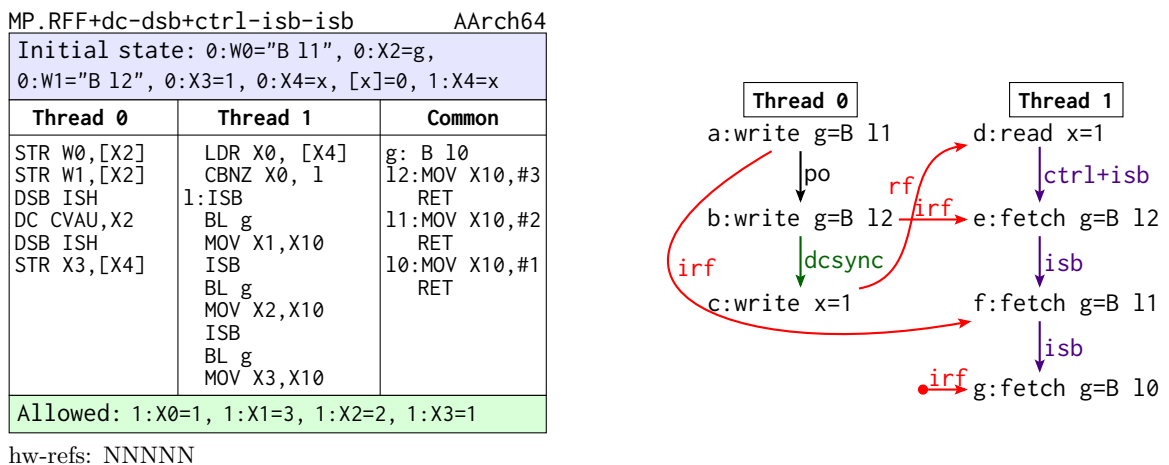 MP.RFF+dc-dsb+ctrl-isb-isb AArch64
Initial state: 0:W0="B l1", 0:X2=g,
0:W1="B l2", 0:X3=1, 0:X4=x, [x]=0, 1:X4=x
Thread 0 Thread 1 Common
STR W0,[X2] LDR X0, [X4] g: B l0
STR W1,[X2] CBNZ X0, l l2:MOV X10,#3
DSB ISH l:ISB RET
DC CVAU,X2 BL g l1:MOV X10,#2
DSB ISH MOV X1,X10 RET
STR X3,[X4] ISB l0:MOV X10,#1
BL g RET
MOV X2,X10
ISB
BL g
MOV X3,X10
Allowed: 1:X0=1, 1:X1=3, 1:X2=2, 1:X3=1
hw-refs: NNNNN
Thread 0 Thread 1
a:write g=B l1 d:read x=1
po ctrl+isb
rf
b:write g=B l2 irf e:fetch g=B l2
irf dcsync isb
c:write x=1 f:fetch g=B l1
isb
irf g:fetch g=B l0